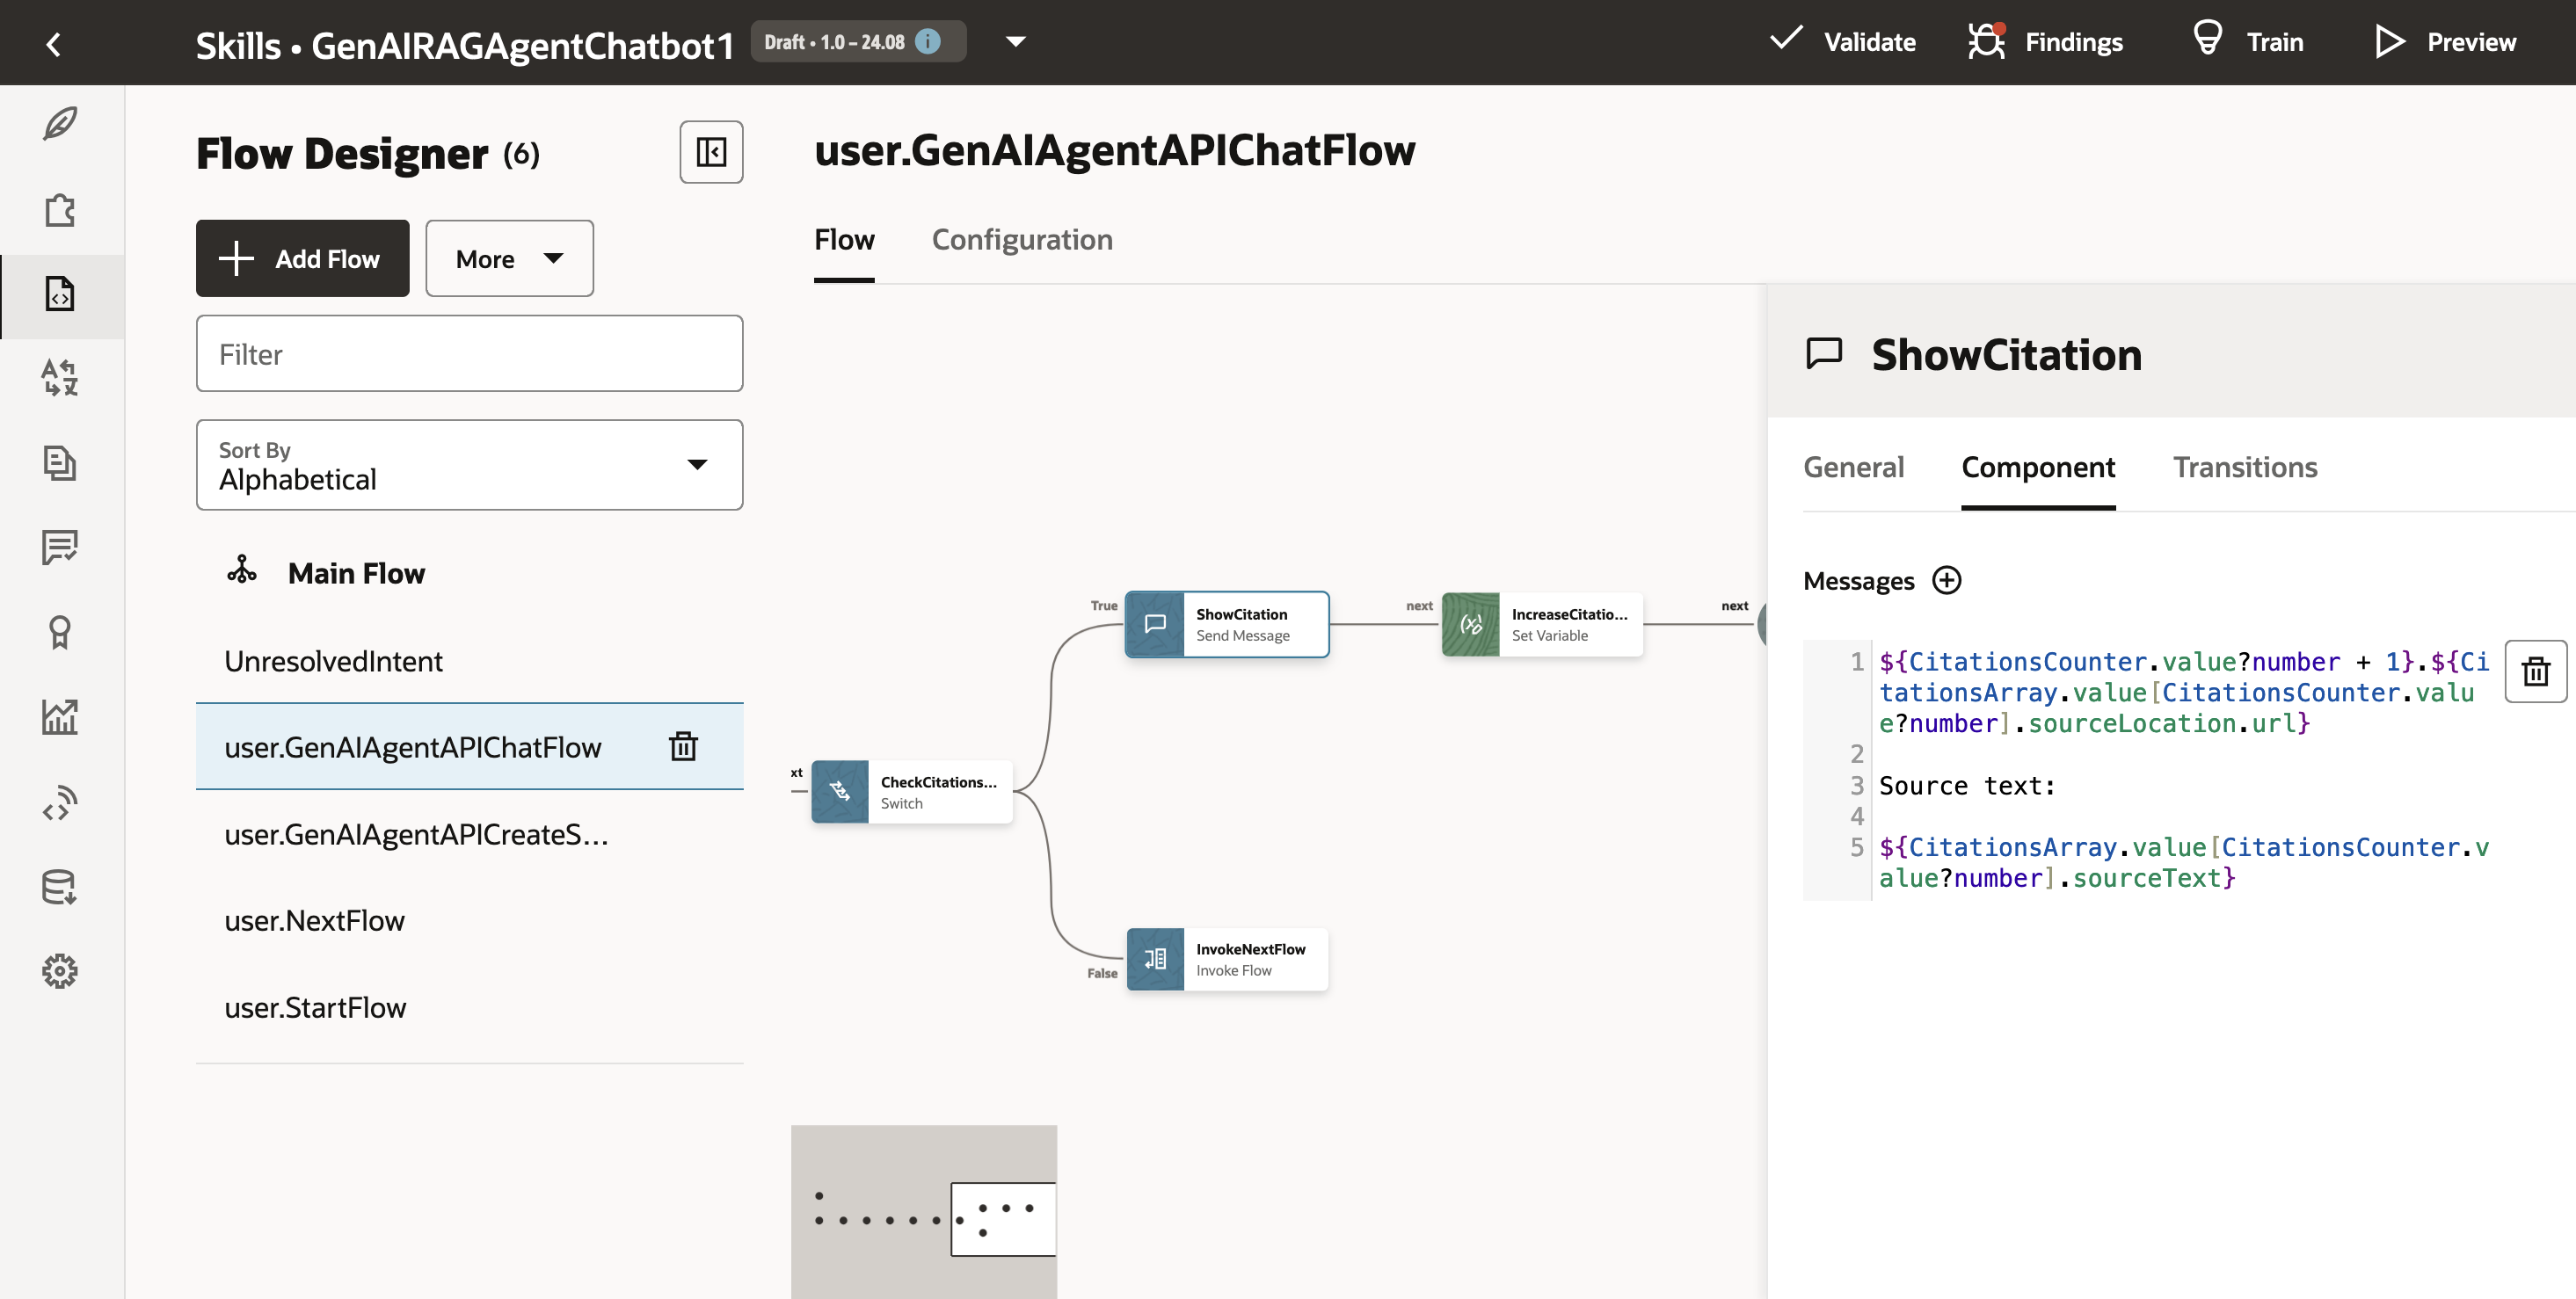 Skills • GenAIRAGAgentChatbot1
Draft • 1.0 – 24.08
Validate
Findings
Train
Preview
Flow Designer (6)
Add Flow
More
Filter
Sort By
Alphabetical
Main Flow
UnresolvedIntent
user.GenAIAgentAPIChatFlow
user.GenAIAgentAPICreateS...
user.NextFlow
user.StartFlow
user.GenAIAgentAPIChatFlow
Flow
Configuration
True
ShowCitation
Send Message
next
IncreaseCitatio...
Set Variable
next
xt
CheckCitations...
Switch
False
InvokeNextFlow
Invoke Flow
ShowCitation
General
Component
Transitions
Messages
1 ${CitationsCounter.value?number + 1}.${Ci
tationsArray.value[CitationsCounter.valu
e?number].sourceLocation.url}
2
3 Source text:
4
5 ${CitationsArray.value[CitationsCounter.v
alue?number].sourceText}